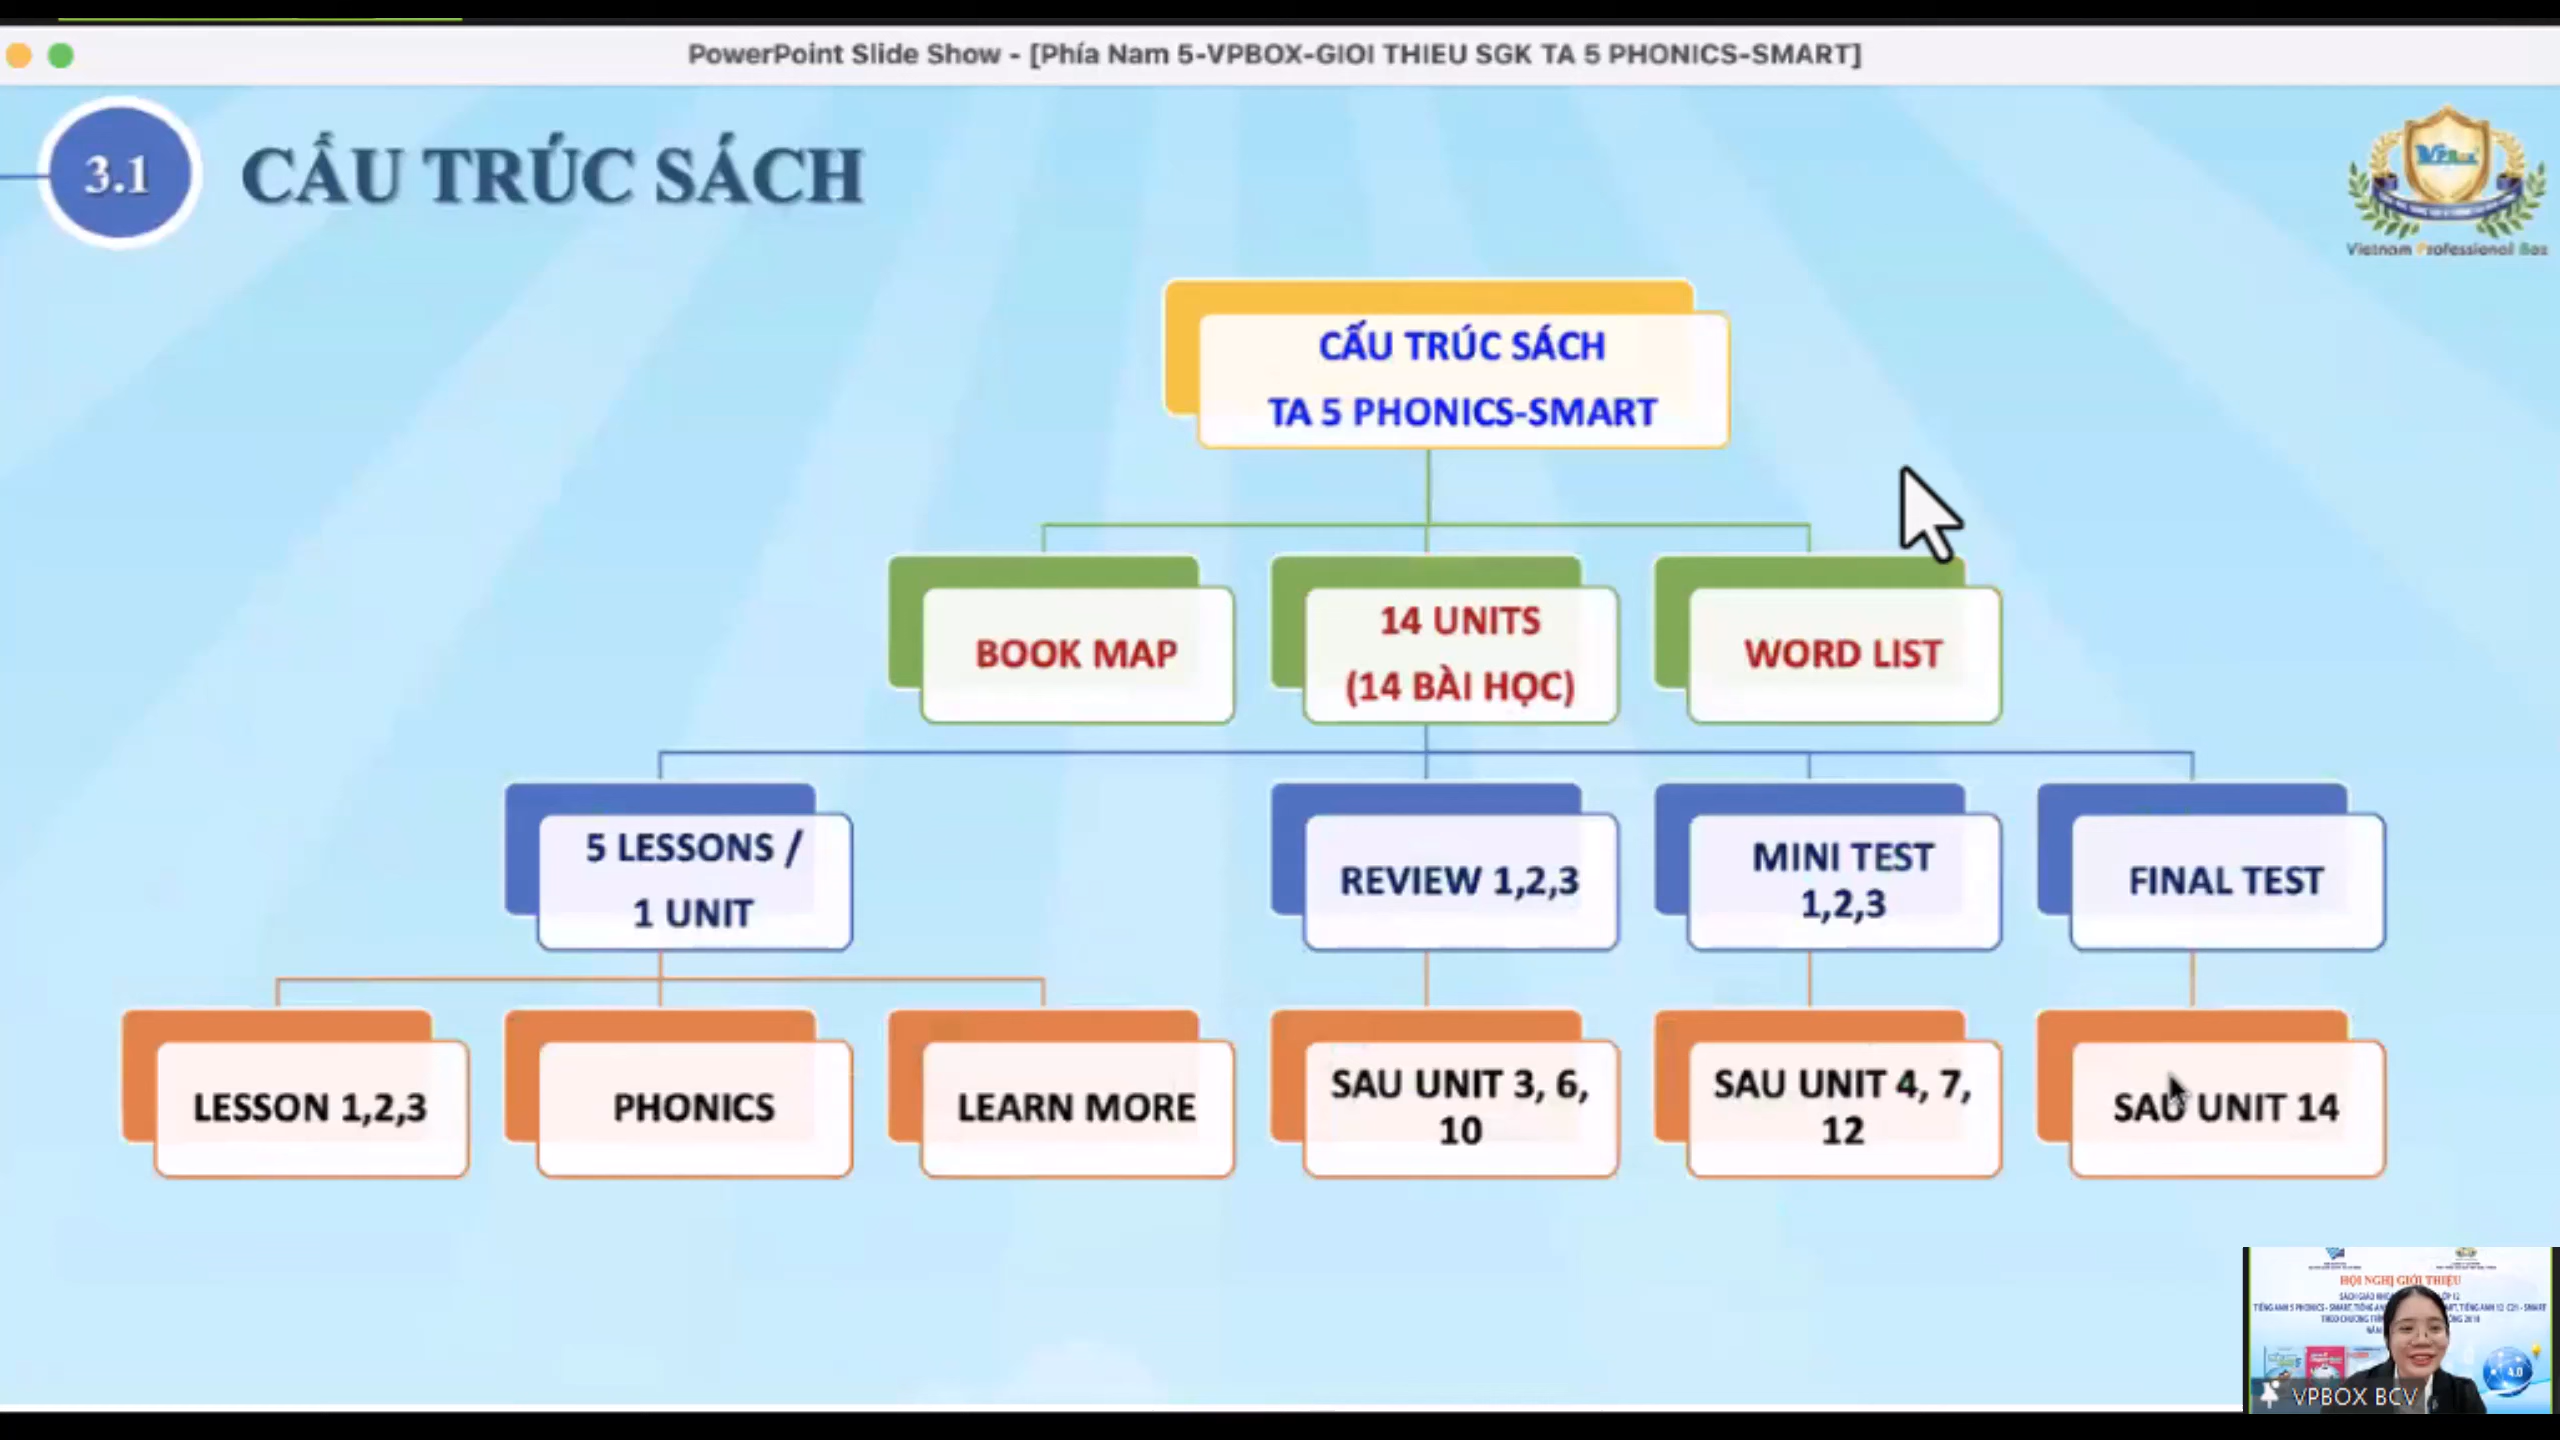 PowerPoint Slide Show - [Phía Nam 5-VPBOX-GIOI THIEU SGK TA 5 PHONICS-SMART]
3.1
CẤU TRÚC SÁCH
VPBox
Vietnam Professional Box
CẤU TRÚC SÁCH
TA 5 PHONICS-SMART
BOOK MAP
14 UNITS
(14 BÀI HỌC)
WORD LIST
5 LESSONS /
1 UNIT
REVIEW 1,2,3
MINI TEST
1,2,3
FINAL TEST
LESSON 1,2,3
PHONICS
LEARN MORE
SAU UNIT 3, 6,
10
SAU UNIT 4, 7,
12
SAU UNIT 14
HỘI NGHỊ GIỚI THIỆU
4.0
VPBOX BCV